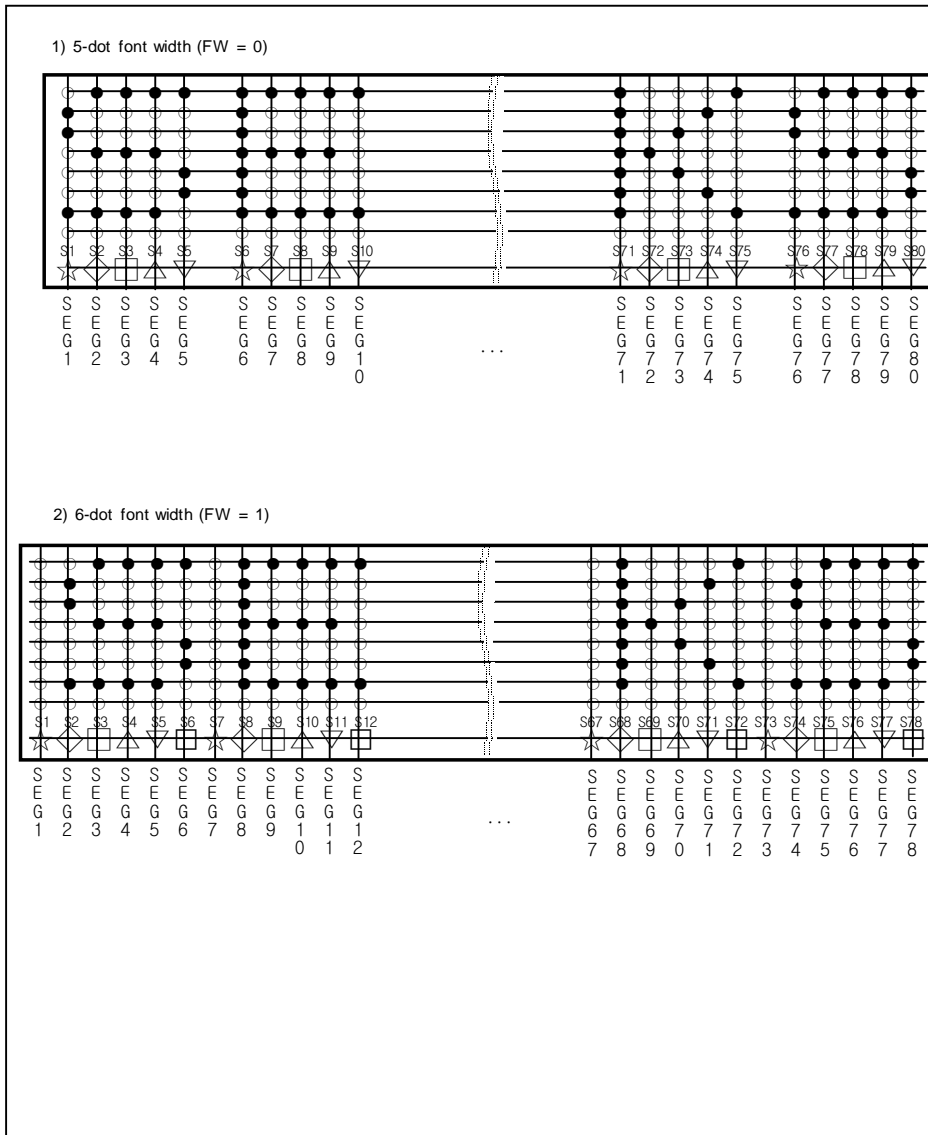 1) 5-dot font width (FW = 0)
S1 S2 S3 S4 S5 S6 S7 S8 S9 S10 S71 S72 S73 S74 S75 S76 S77 S78 S79 S80
SEG1 SEG2 SEG3 SEG4 SEG5 SEG6 SEG7 SEG8 SEG9 SEG10 ... SEG71 SEG72 SEG73 SEG74 SEG75 SEG76 SEG77 SEG78 SEG79 SEG80
2) 6-dot font width (FW = 1)
S1 S2 S3 S4 S5 S6 S7 S8 S9 S10 S11 S12 S67 S68 S69 S70 S71 S72 S73 S74 S75 S76 S77 S78
SEG1 SEG2 SEG3 SEG4 SEG5 SEG6 SEG7 SEG8 SEG9 SEG10 SEG11 SEG12 ... SEG67 SEG68 SEG69 SEG70 SEG71 SEG72 SEG73 SEG74 SEG75 SEG76 SEG77 SEG78